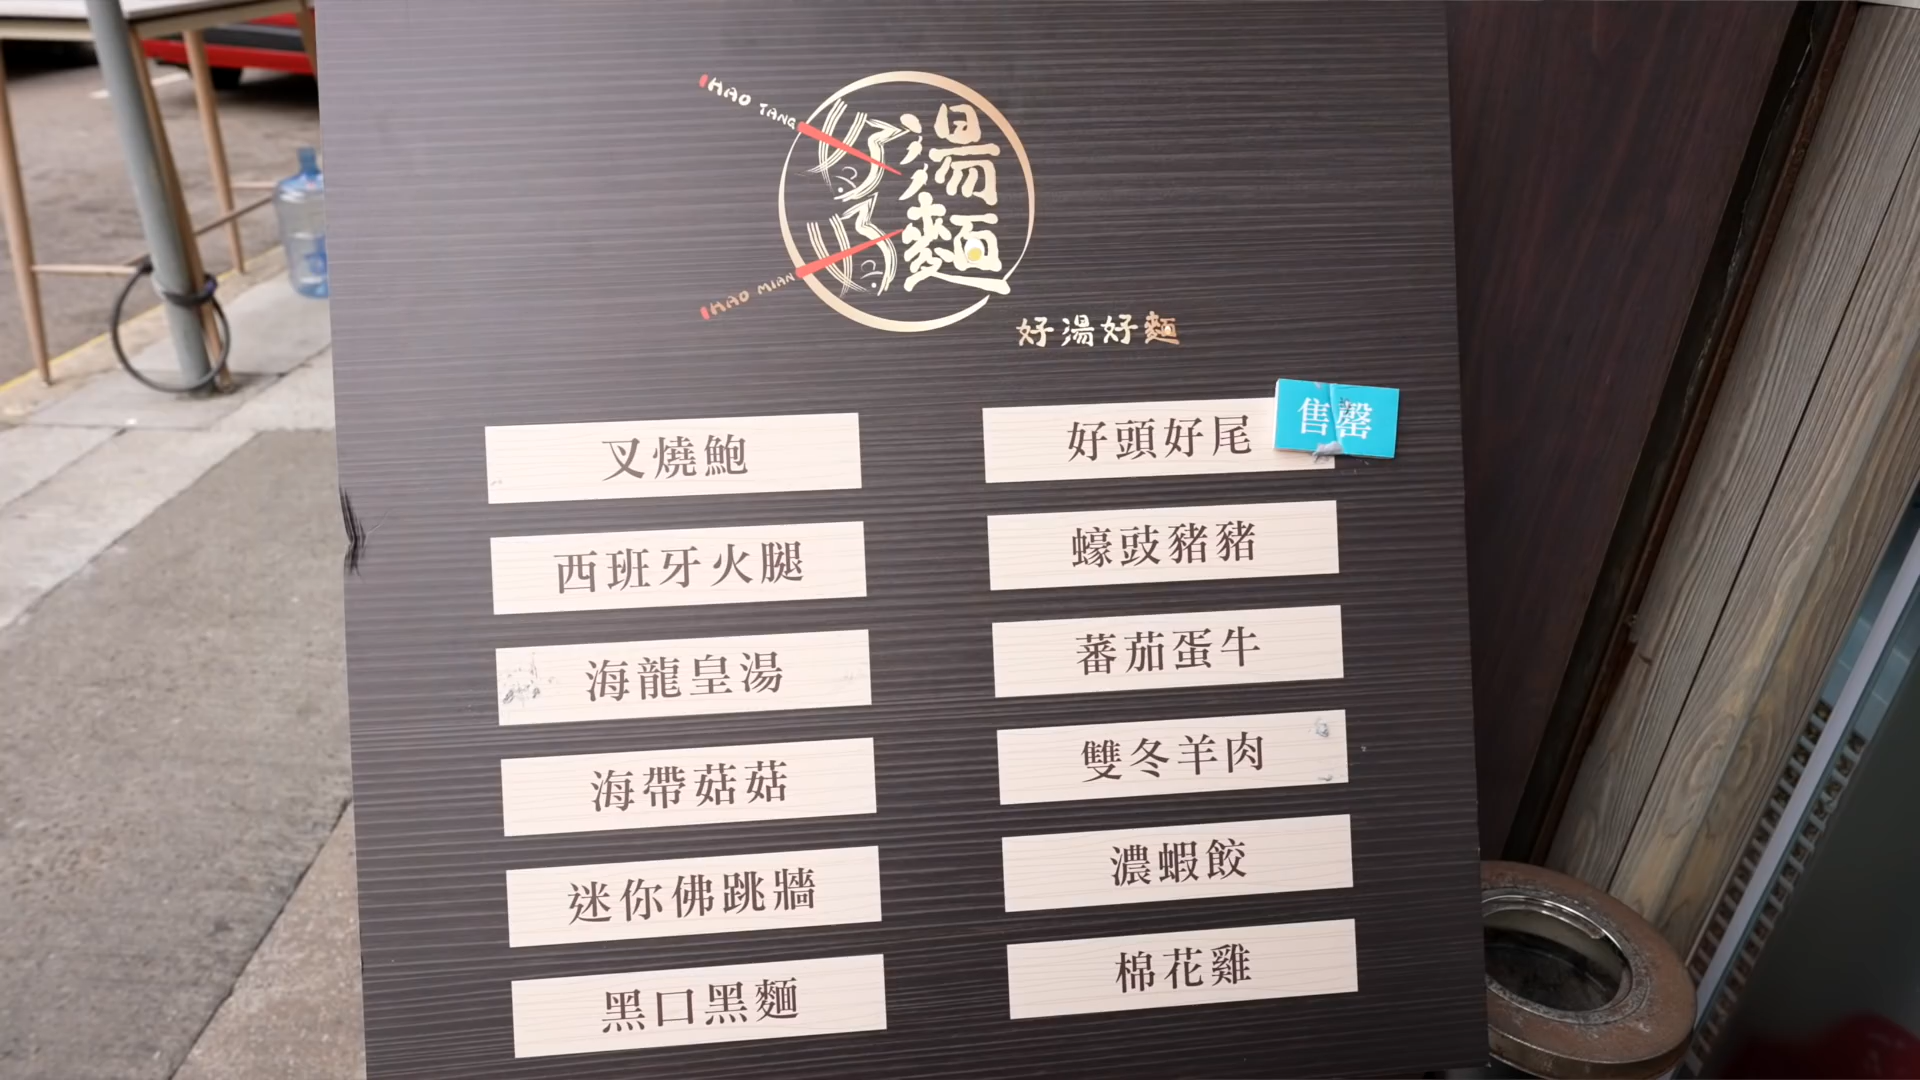 HAO TANG
好湯
好麵
HAO MIAN
好湯好麵
叉燒鮑
西班牙火腿
海龍皇湯
海帶菇菇
迷你佛跳牆
黑口黑麵
好頭好尾
售罄
蠔豉豬豬
蕃茄蛋牛
雙冬羊肉
濃蝦餃
棉花雞